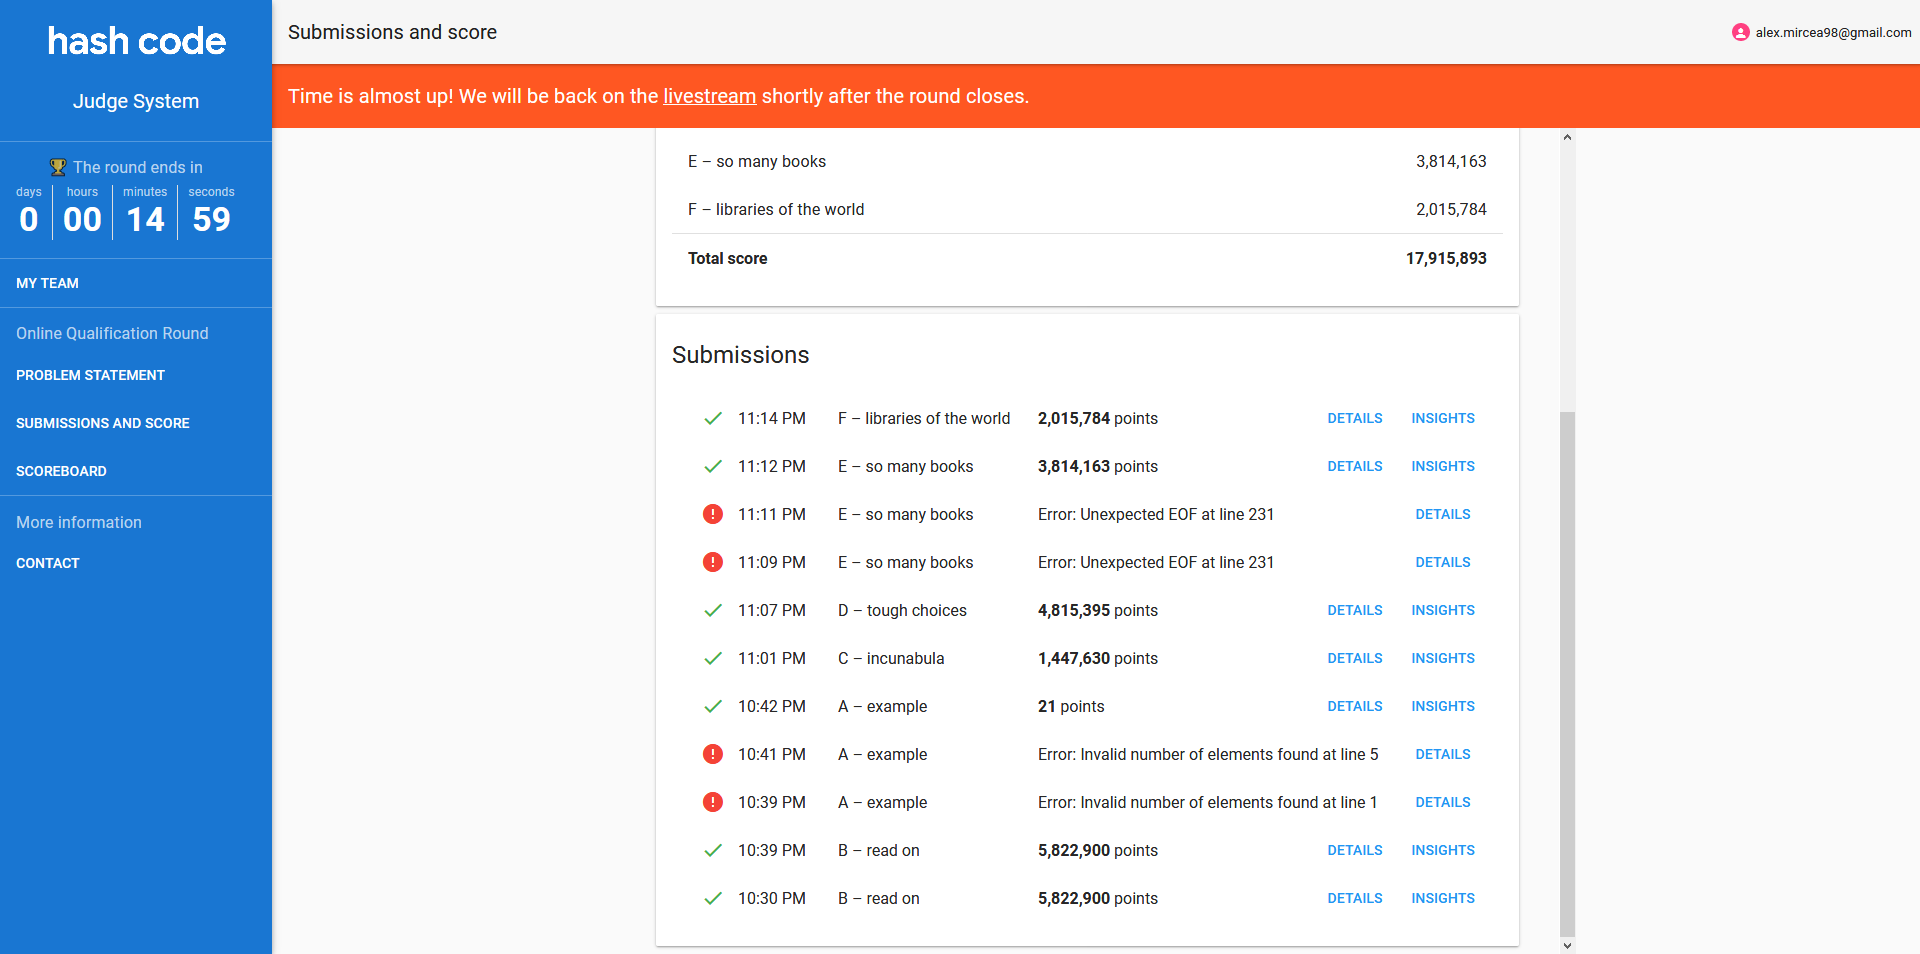 hash code
Judge System
The round ends in
days hours minutes seconds
0 00 14 59
MY TEAM
Online Qualification Round
PROBLEM STATEMENT
SUBMISSIONS AND SCORE
SCOREBOARD
More information
CONTACT
Submissions and score
alex.mircea98@gmail.com
Time is almost up! We will be back on the livestream shortly after the round closes.
E – so many books 3,814,163
F – libraries of the world 2,015,784
Total score 17,915,893
Submissions
11:14 PM F – libraries of the world 2,015,784 points DETAILS INSIGHTS
11:12 PM E – so many books 3,814,163 points DETAILS INSIGHTS
11:11 PM E – so many books Error: Unexpected EOF at line 231 DETAILS
11:09 PM E – so many books Error: Unexpected EOF at line 231 DETAILS
11:07 PM D – tough choices 4,815,395 points DETAILS INSIGHTS
11:01 PM C – incunabula 1,447,630 points DETAILS INSIGHTS
10:42 PM A – example 21 points DETAILS INSIGHTS
10:41 PM A – example Error: Invalid number of elements found at line 5 DETAILS
10:39 PM A – example Error: Invalid number of elements found at line 1 DETAILS
10:39 PM B – read on 5,822,900 points DETAILS INSIGHTS
10:30 PM B – read on 5,822,900 points DETAILS INSIGHTS